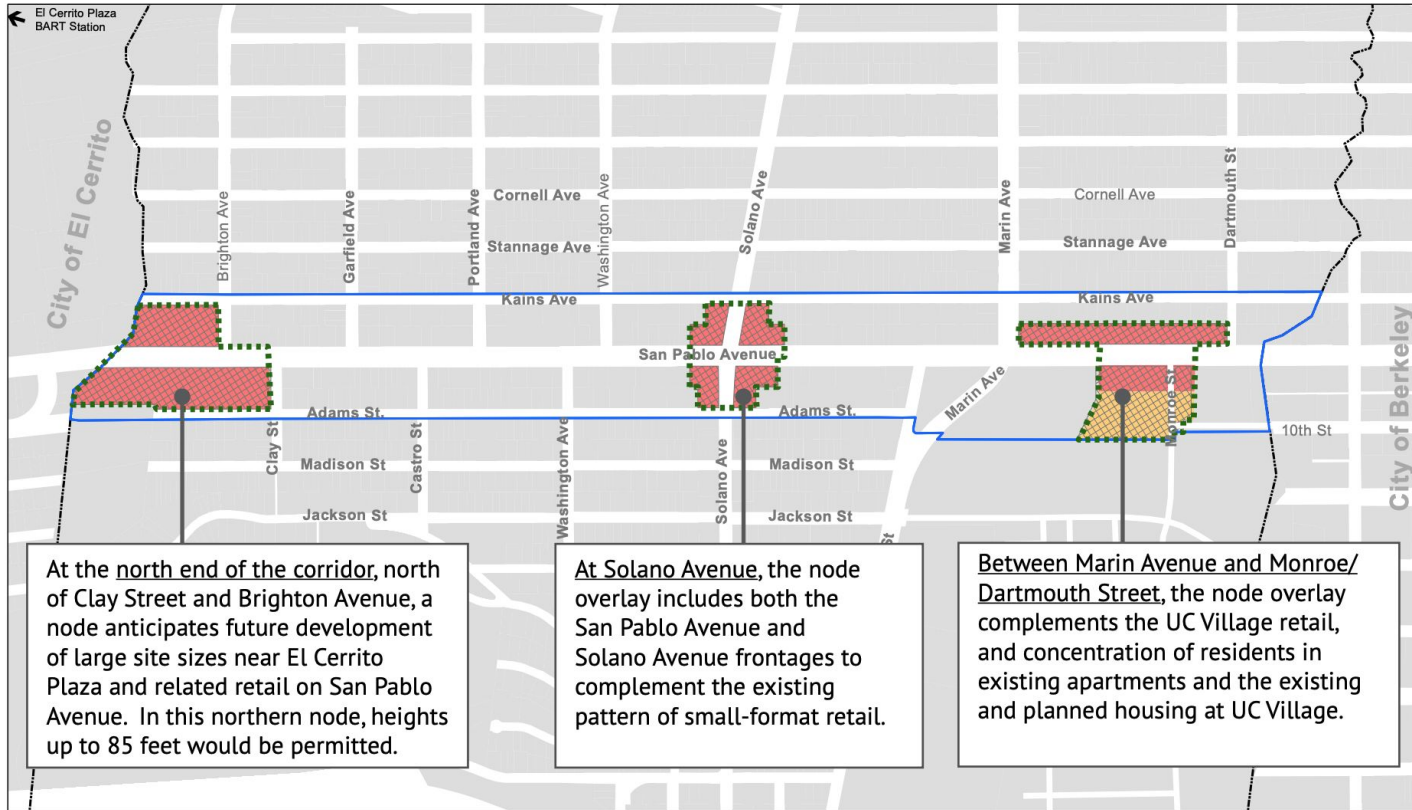 El Cerrito Plaza
BART Station
City of El Cerrito
Brighton Ave
Garfield Ave
Portland Ave
Cornell Ave
Stannage Ave
Washington Ave
Solano Ave
Marin Ave
Cornell Ave
Stannage Ave
Dartmouth St
Kains Ave
Kains Ave
San Pablo Avenue
Adams St.
Adams St.
Marin Ave
Monroe St
10th St
City of Berkeley
Clay St
Madison St
Castro St
Jackson St
Washington Ave
Solano Ave
Madison St
Jackson St
St
At the north end of the corridor, north
of Clay Street and Brighton Avenue, a
node anticipates future development
of large site sizes near El Cerrito
Plaza and related retail on San Pablo
Avenue. In this northern node, heights
up to 85 feet would be permitted.
At Solano Avenue, the node
overlay includes both the
San Pablo Avenue and
Solano Avenue frontages to
complement the existing
pattern of small-format retail.
Between Marin Avenue and Monroe/
Dartmouth Street, the node overlay
complements the UC Village retail,
and concentration of residents in
existing apartments and the existing
and planned housing at UC Village.